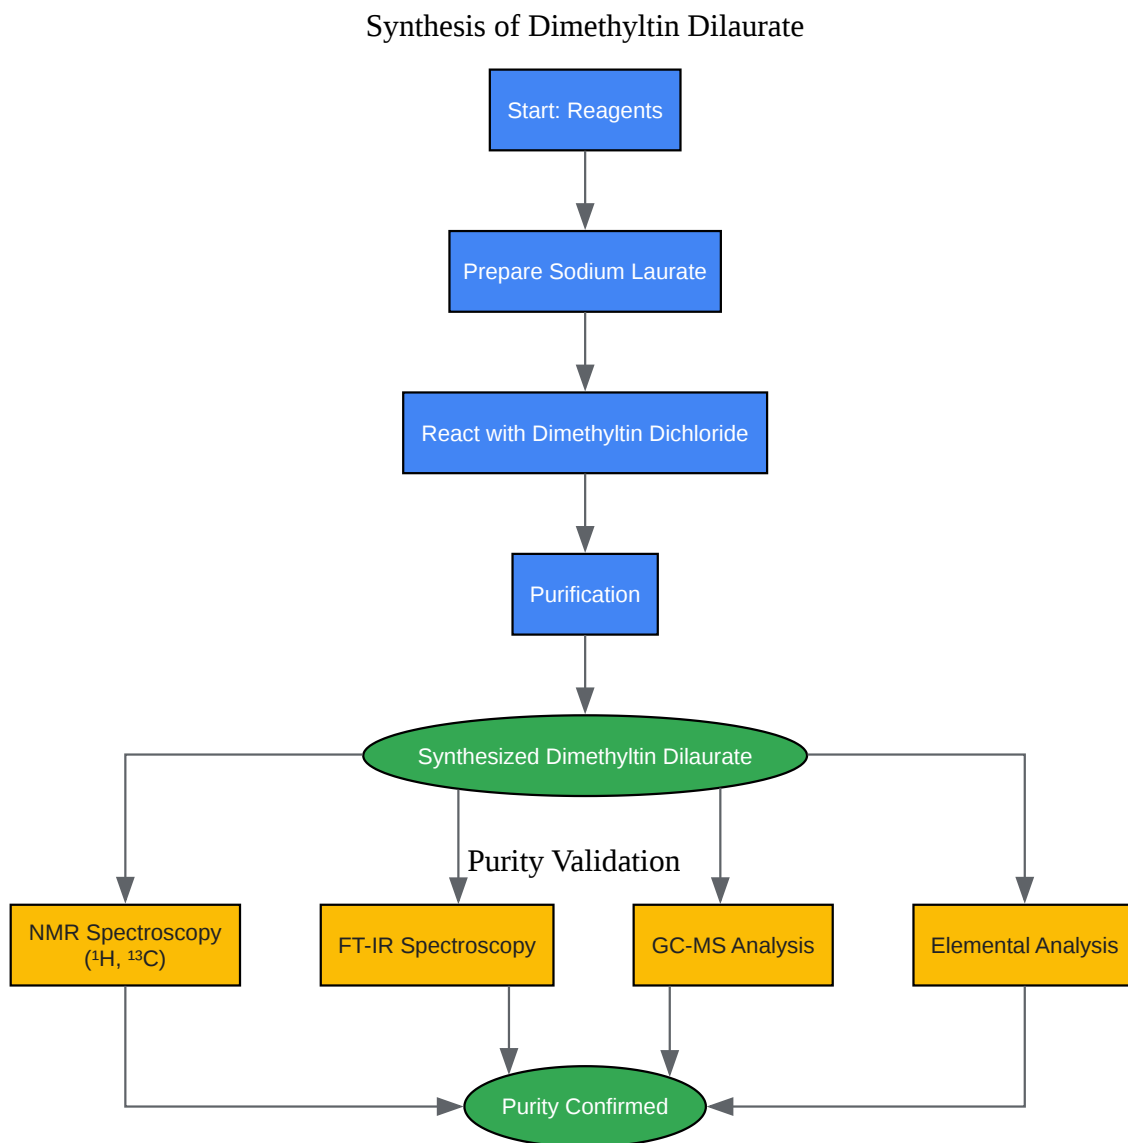 Synthesis of Dimethyltin Dilaurate
Start: Reagents
Prepare Sodium Laurate
React with Dimethyltin Dichloride
Purification
Synthesized Dimethyltin Dilaurate
Purity Validation
NMR Spectroscopy
(¹H, ¹³C)
FT-IR Spectroscopy
GC-MS Analysis
Elemental Analysis
Purity Confirmed